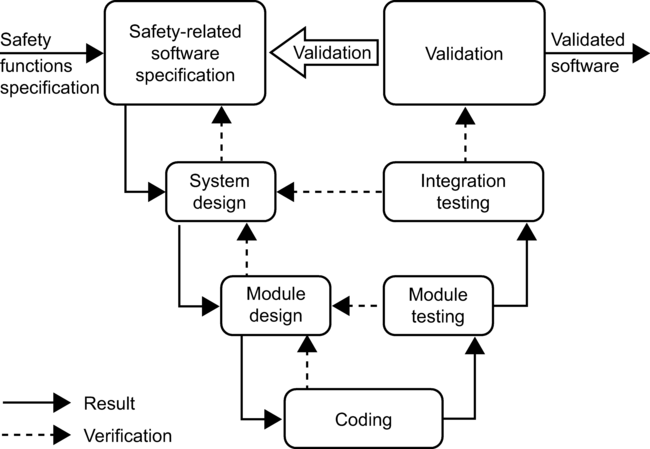 Safety
functions
specification
Safety-related
software
specification
Validation
Validation
Validated
software
System
design
Integration
testing
Module
design
Module
testing
Coding
Result
Verification